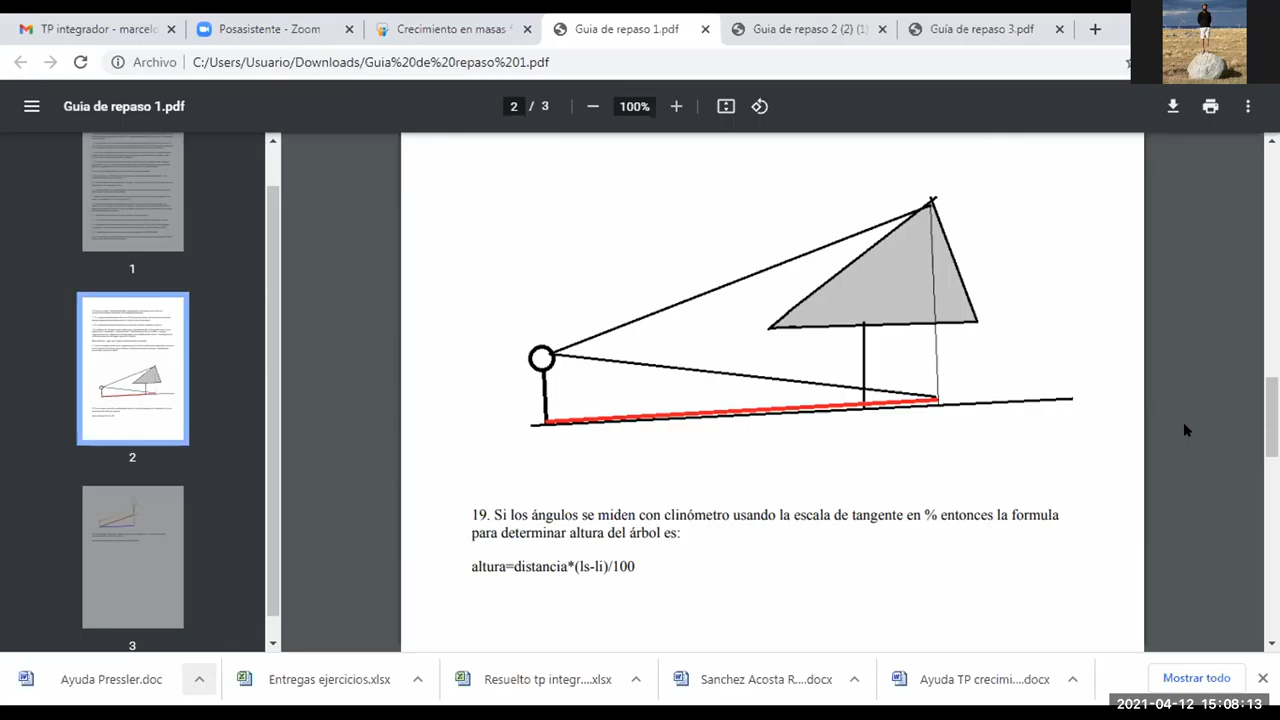 TP integrador - marcelo
Posasistente - Zoom
Crecimiento en masas
Guia de repaso 1.pdf
Guia de repaso 2 (2) (1)
Guía de repaso 3.pdf
Archivo
C:/Users/Usuario/Downloads/Guia%20de%20repaso%201.pdf
Guia de repaso 1.pdf
2 / 3
100%
1
2
3
19. Si los ángulos se miden con clinómetro usando la escala de tangente en % entonces la formula
para determinar altura del árbol es:
altura=distancia*(ls-li)/100
Ayuda Pressler.doc
Entregas ejercicios.xlsx
Resuelto tp integr....xlsx
Sanchez Acosta R....docx
Ayuda TP crecimi....docx
Mostrar todo
2021-04-12 15:08:13